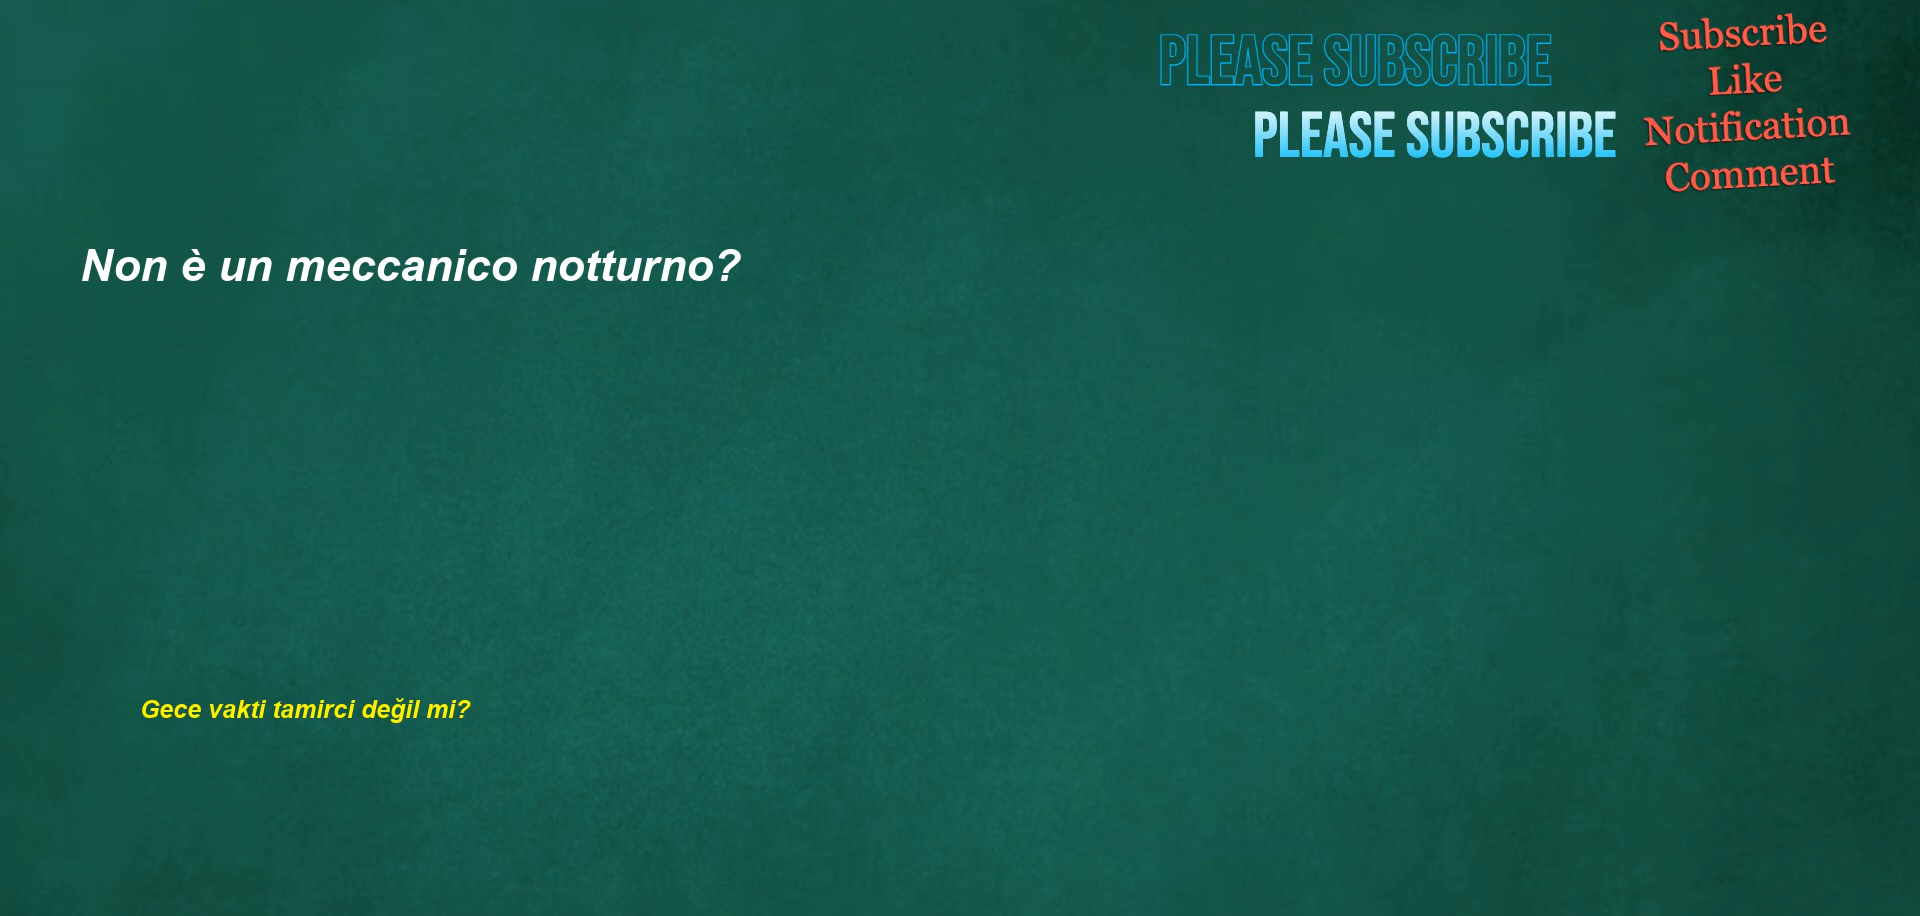 PLEASE SUBSCRIBE
PLEASE SUBSCRIBE
Subscribe
Like
Notification
Comment
Non è un meccanico notturno?
Gece vakti tamirci değil mi?